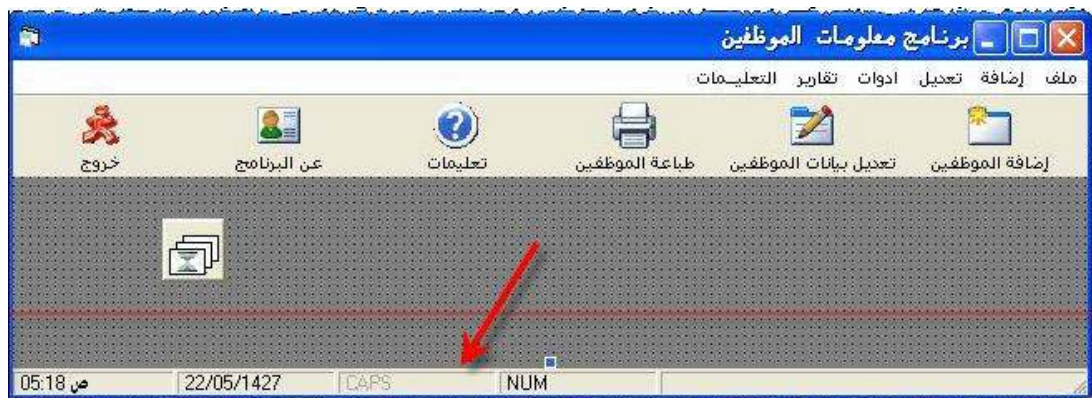 برنامج معلومات الموظفين
ملف إضافة تعديل ادوات تقارير التعليـمات
إضافة الموظفين تعديل بيانات الموظفين طباعة الموظفين تعليمات عن البرنامج خروج
05:18 ص 22/05/1427 CAPS NUM